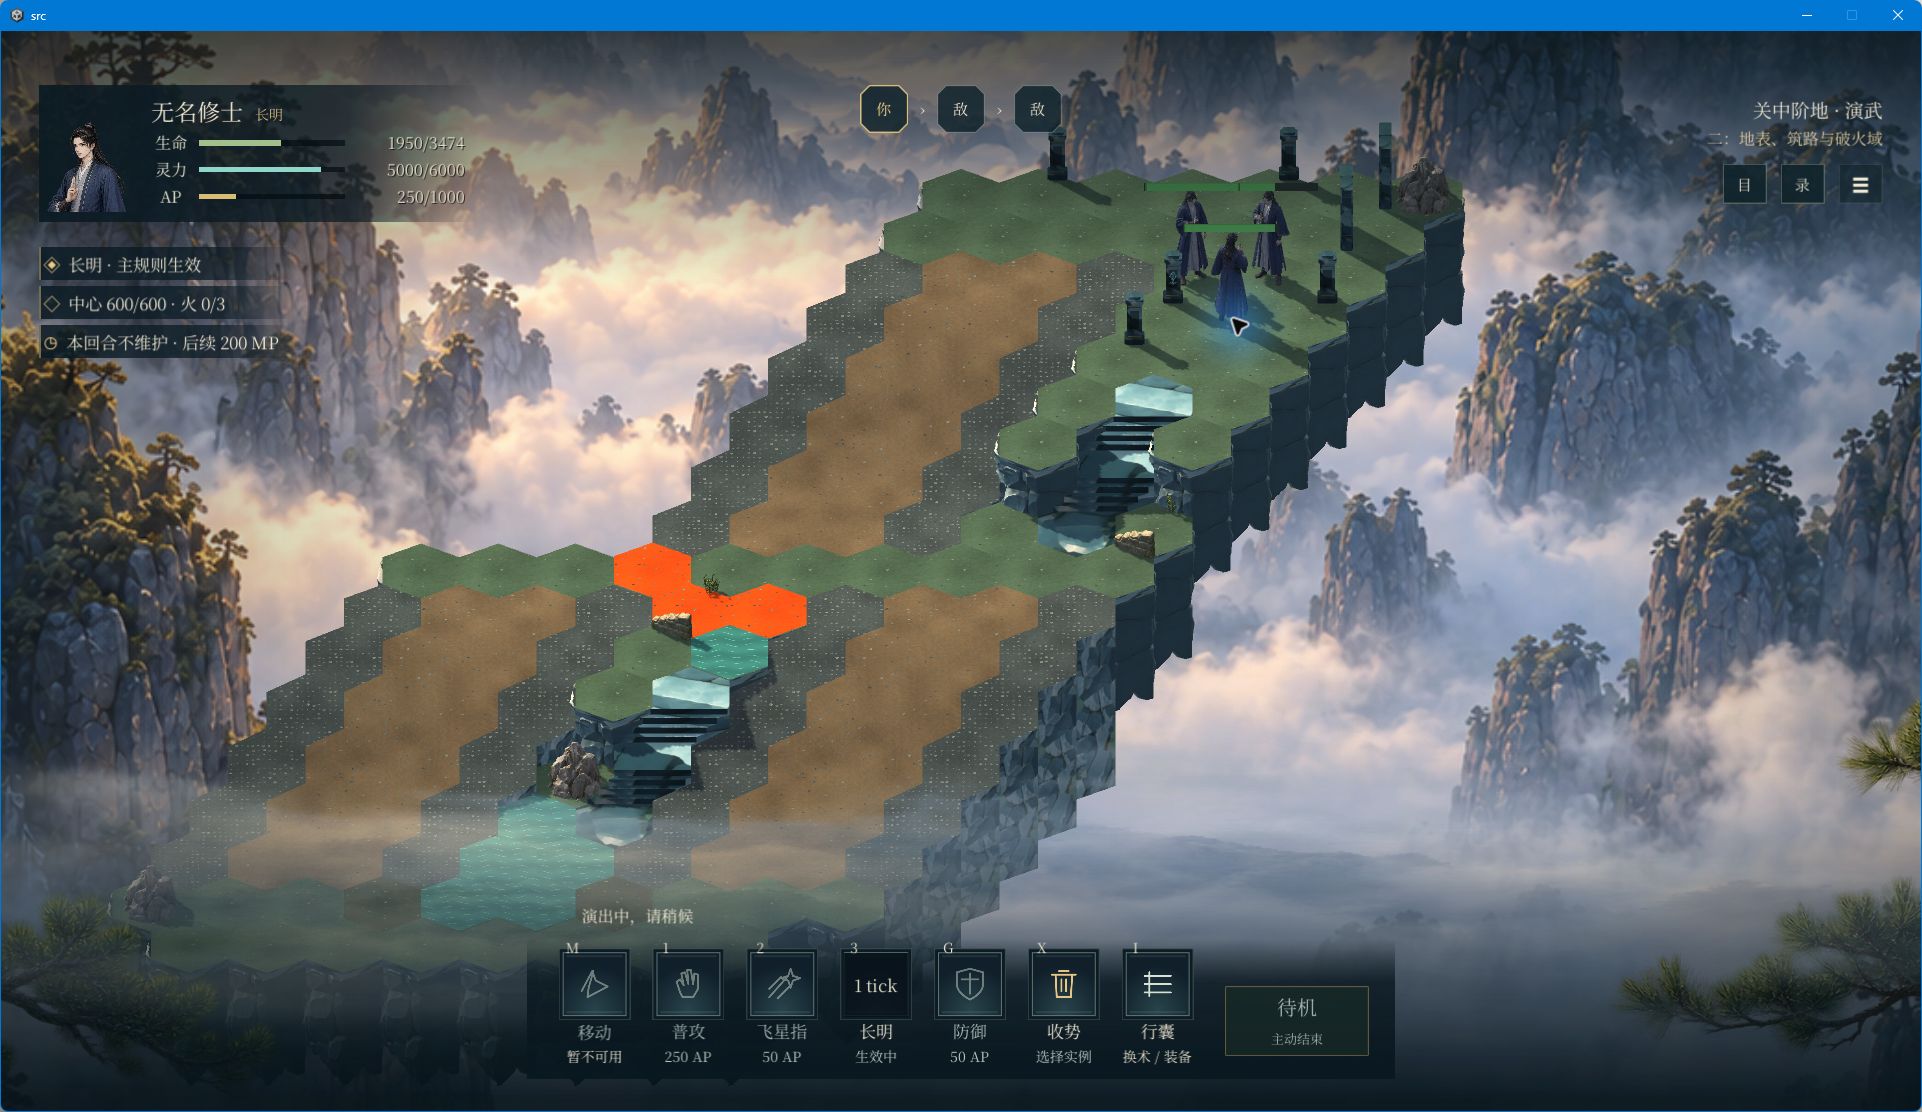 src
无名修士 长明
生命 1950/3474
灵力 5000/6000
AP 250/1000
长明 · 主规则生效
中心 600/600 · 火 0/3
本回合不维护 · 后续 200 MP
你 › 敌 › 敌
关中阶地 · 演武
二：地表、筑路与破火域
目 录
演出中，请稍候
M 1 2 3 G X I
1 tick
移动 普攻 飞星指 长明 防御 收势 行囊
暂不可用 250 AP 50 AP 生效中 50 AP 选择实例 换术 / 装备
待机
主动结束